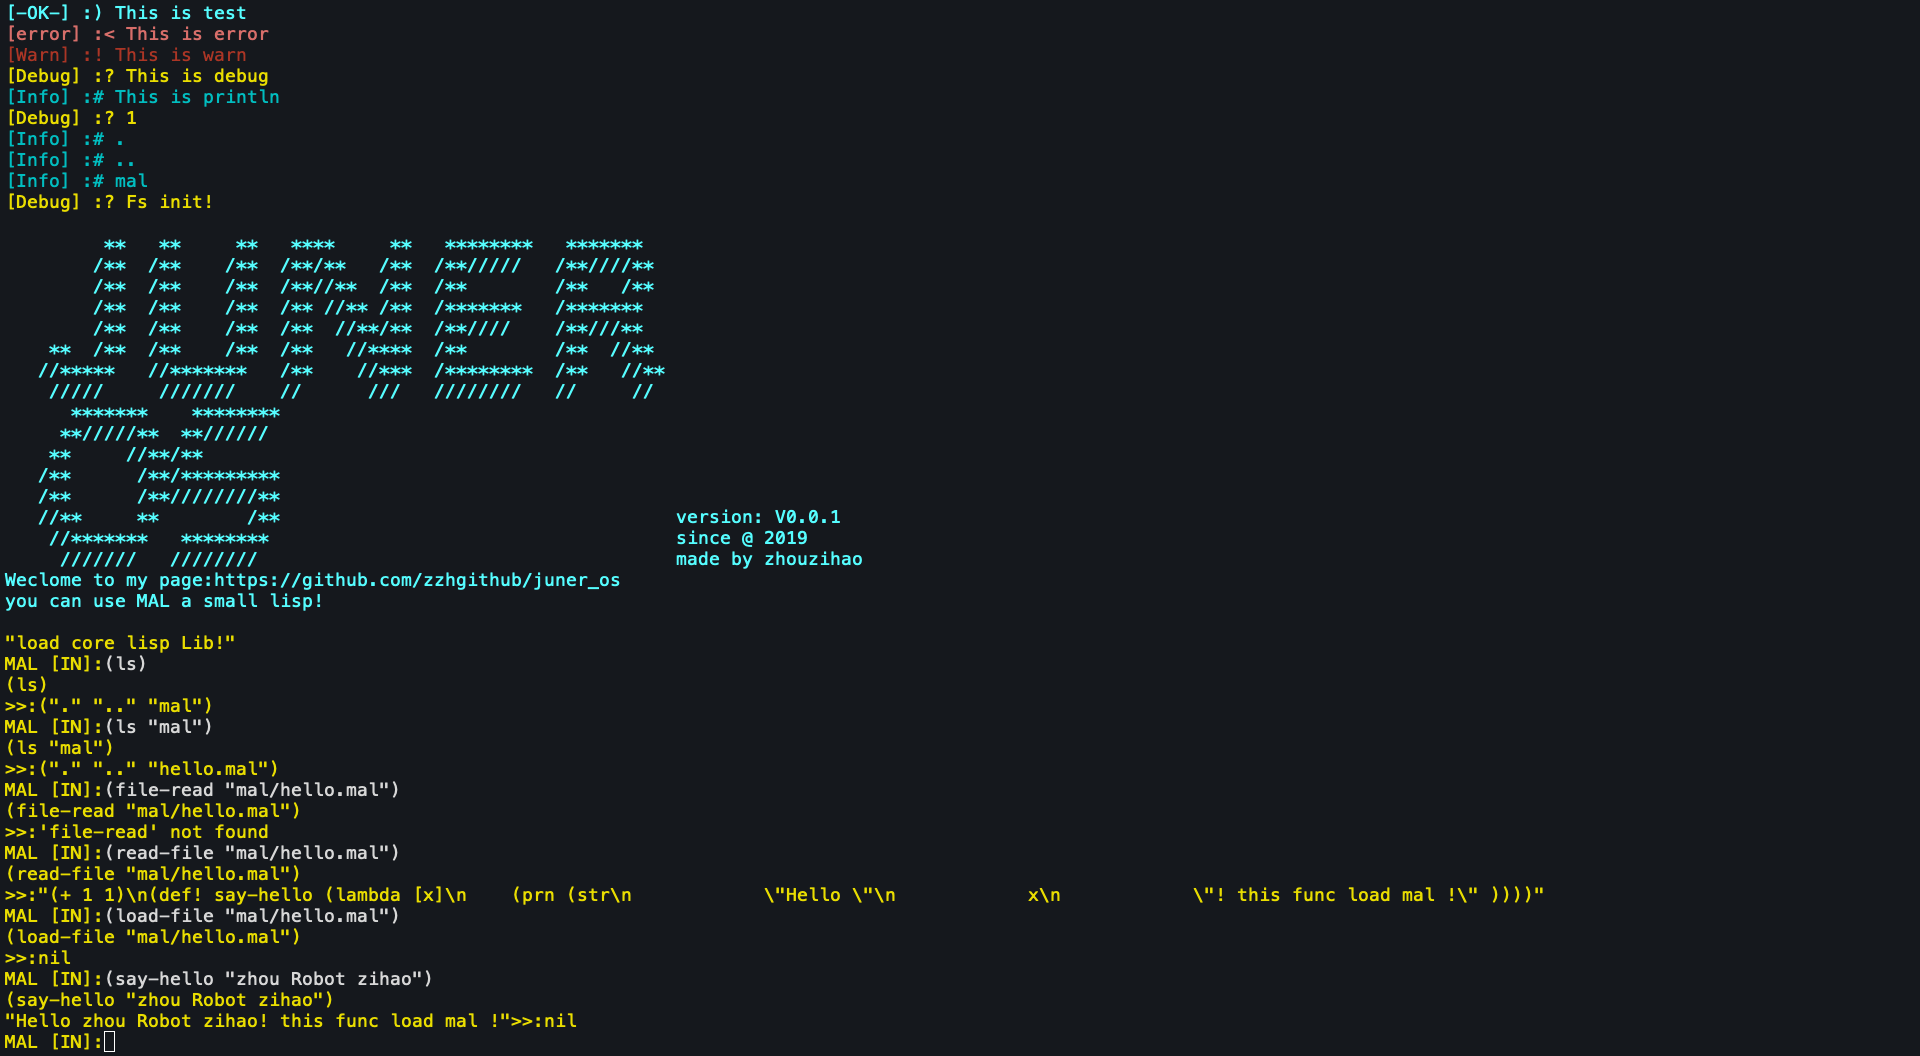 [-OK-] :) This is test
[error] :< This is error
[Warn] :! This is warn
[Debug] :? This is debug
[Info] :# This is println
[Debug] :? 1
[Info] :# .
[Info] :# ..
[Info] :# mal
[Debug] :? Fs init!
JUNER
OS
version: V0.0.1
since @ 2019
made by zhouzihao
Weclome to my page:https://github.com/zzhgithub/juner_os
you can use MAL a small lisp!
"load core lisp Lib!"
MAL [IN]:(ls)
(ls)
>>:("." ".." "mal")
MAL [IN]:(ls "mal")
(ls "mal")
>>:("." ".." "hello.mal")
MAL [IN]:(file-read "mal/hello.mal")
(file-read "mal/hello.mal")
>>:'file-read' not found
MAL [IN]:(read-file "mal/hello.mal")
(read-file "mal/hello.mal")
>>:"(+ 1 1)\n(def! say-hello (lambda [x]\n    (prn (str\n            \"Hello \"\n            x\n            \"! this func load mal !\" ))))"
MAL [IN]:(load-file "mal/hello.mal")
(load-file "mal/hello.mal")
>>:nil
MAL [IN]:(say-hello "zhou Robot zihao")
(say-hello "zhou Robot zihao")
"Hello zhou Robot zihao! this func load mal !">>:nil
MAL [IN]: